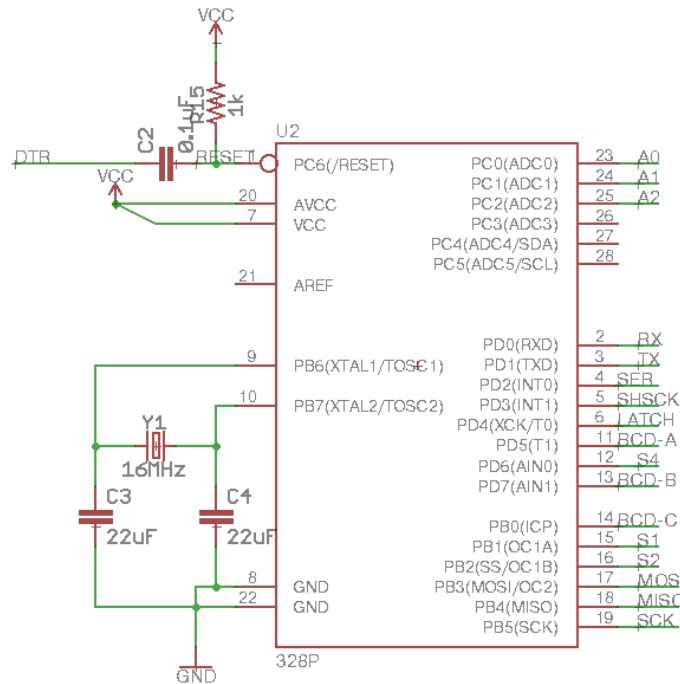 VCC
R15
1k
C2
0.1uF
U2
DTR
RESET
1
PC6(/RESET)
PC0(ADC0)
23
A0
VCC
PC1(ADC1)
24
A1
20
AVCC
PC2(ADC2)
25
A2
7
VCC
PC3(ADC3)
26
PC4(ADC4/SDA)
27
PC5(ADC5/SCL)
28
21
AREF
PD0(RXD)
2
RX
9
PB6(XTAL1/TOSC1)
PD1(TXD)
3
TX
PD2(INT0)
4
SER
10
PB7(XTAL2/TOSC2)
PD3(INT1)
5
SHSCK
PD4(XCK/T0)
6
LATCH
Y1
PD5(T1)
11
BCD-A
16MHz
PD6(AIN0)
12
S4
PD7(AIN1)
13
BCD-B
C3
C4
22uF
22uF
PB0(ICP)
14
BCD-C
PB1(OC1A)
15
S1
PB2(SS/OC1B)
16
S2
8
GND
PB3(MOSI/OC2)
17
MOS
22
GND
PB4(MISO)
18
MISO
PB5(SCK)
19
SCK
328P
GND